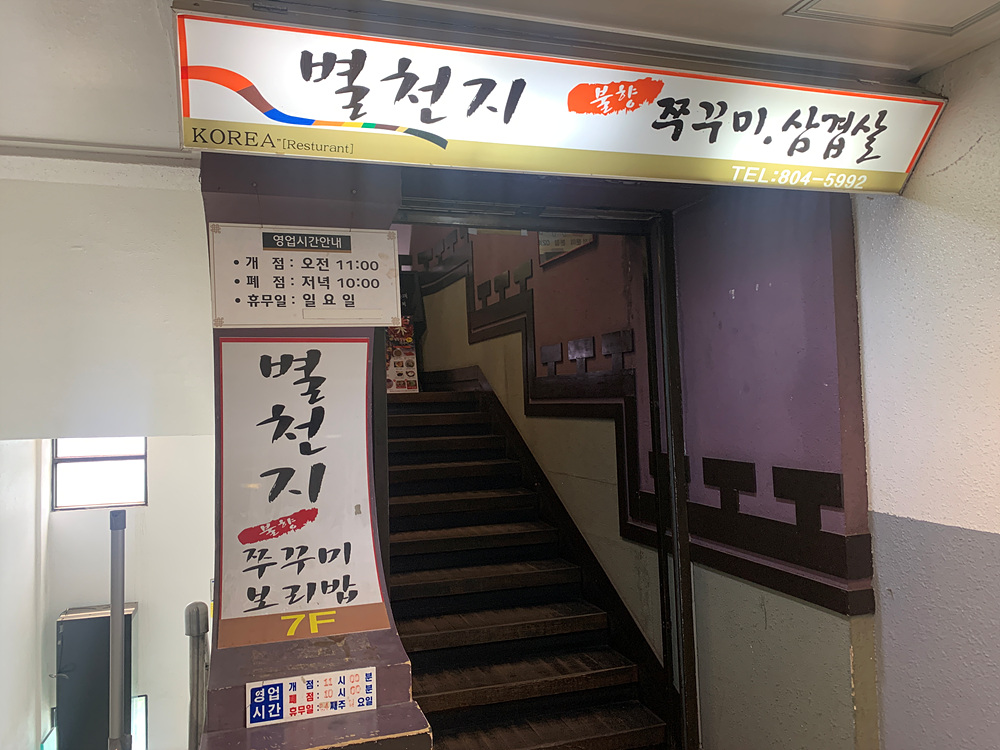 별천지
불향
쭈꾸미, 삼겹살
KOREA [Resturant]
TEL:804-5992
영업시간안내
• 개 점 : 오전 11:00
• 폐 점 : 저녁 10:00
• 휴무일 : 일 요 일
별천지
불향
쭈꾸미
보리밥
7F
영업시간
개 점 : 11 시 00 분
폐 점 : 10 시 00 분
휴무일 : 째주 요일